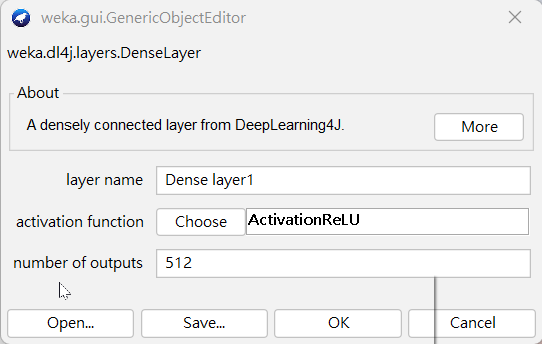 weka.gui.GenericObjectEditor
weka.dl4j.layers.DenseLayer
About
A densely connected layer from DeepLearning4J.
More
layer name Dense layer1
activation function Choose ActivationReLU
number of outputs 512
Open... Save... OK Cancel